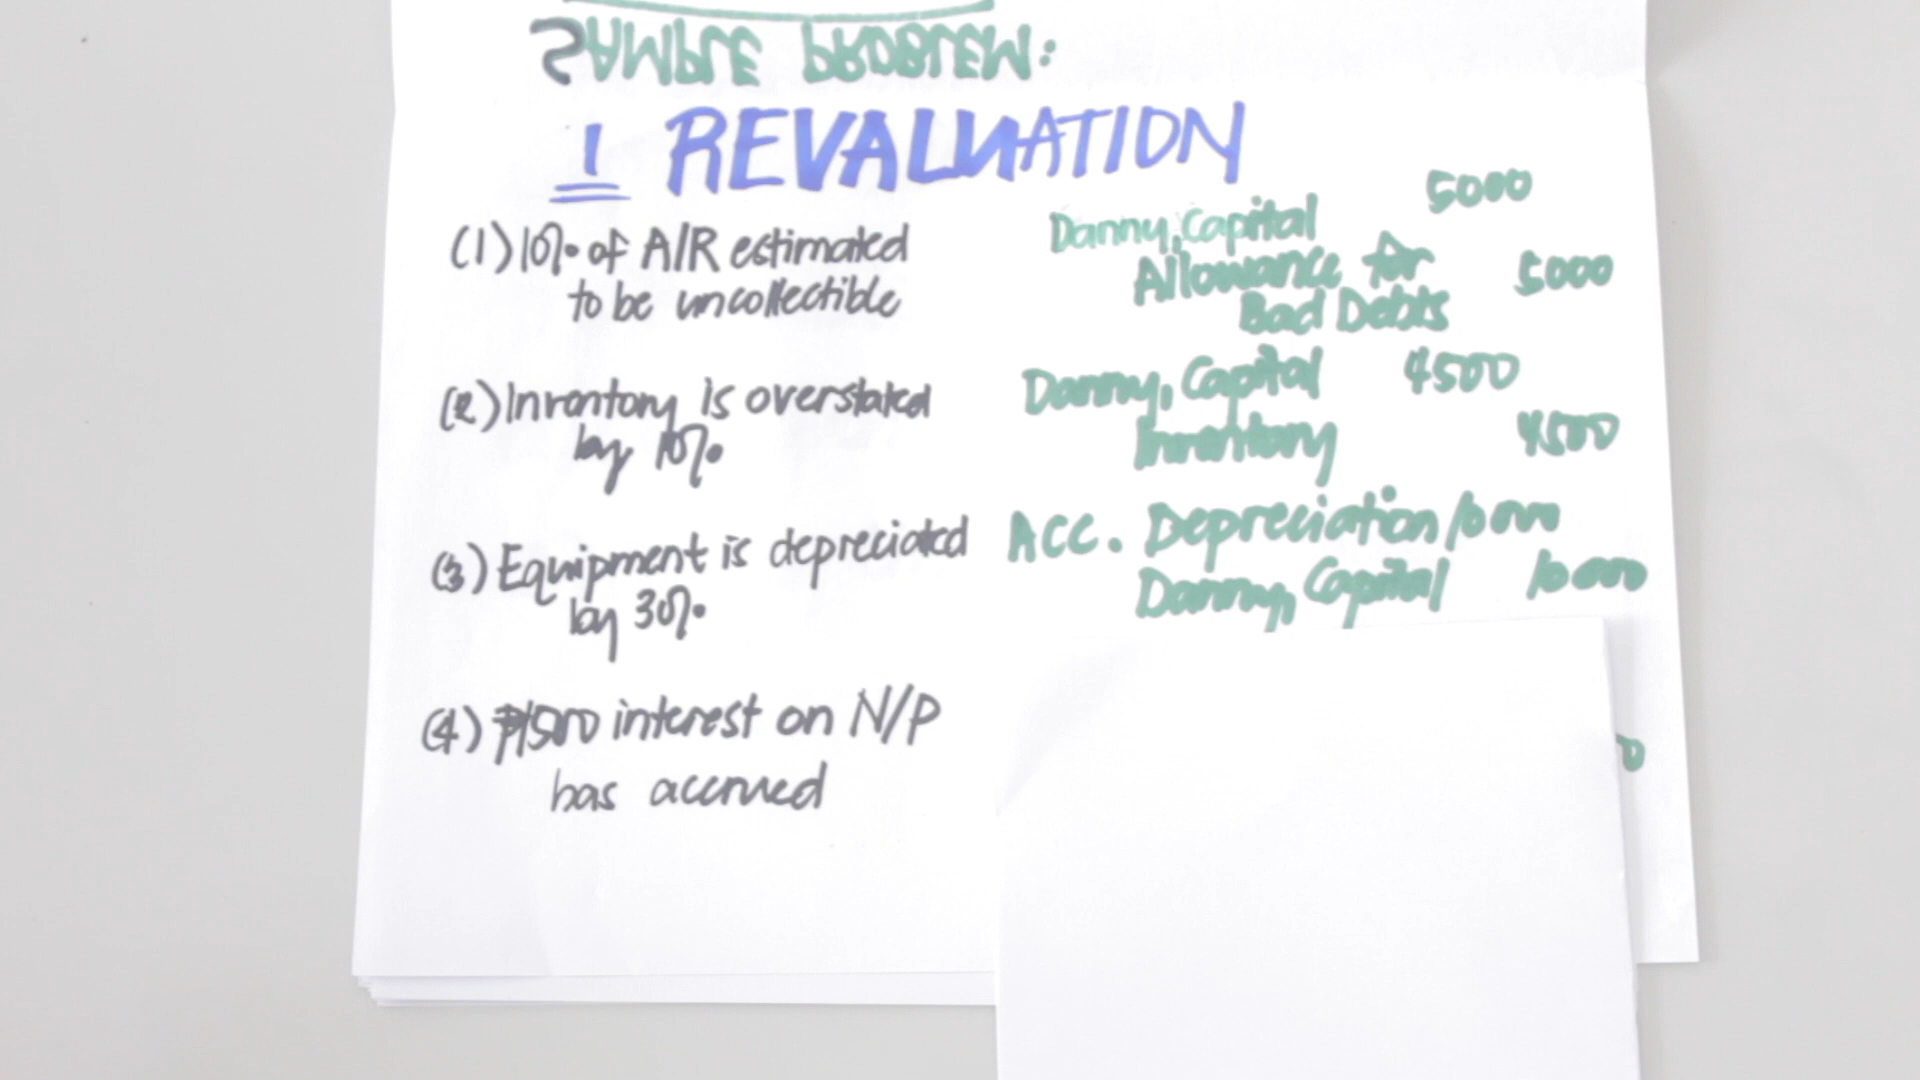 SAMPLE PROBLEM:
1 REVALUATION
(1) 10% of A/R estimated
to be uncollectible
Danny, Capital 5000
Allowance for
Bad Debts 5000
(2) Inventory is overstated
by 10%
Danny, Capital 4500
Inventory 4500
(3) Equipment is depreciated
by 30%
Acc. Depreciation 10000
Danny, Capital 10000
(4) ₱1500 interest on N/P
has accrued